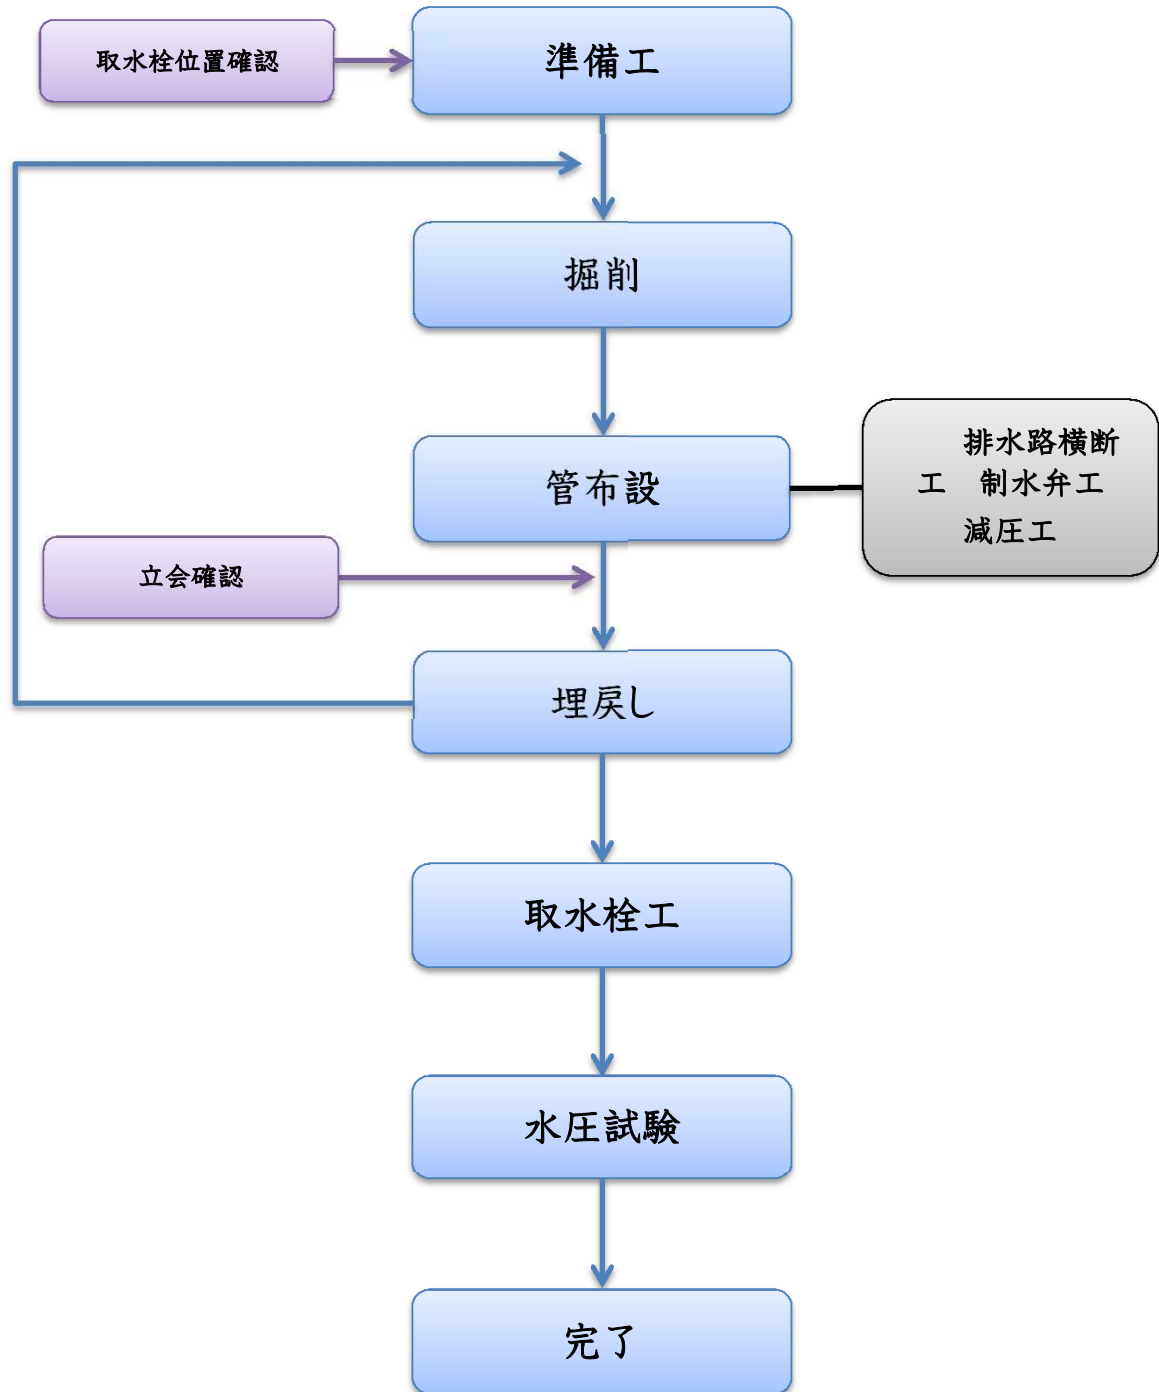 取水栓位置確認
準備工
掘削
管布設
排水路横断
工　制水弁工
減圧工
立会確認
埋戻し
取水栓工
水圧試験
完了